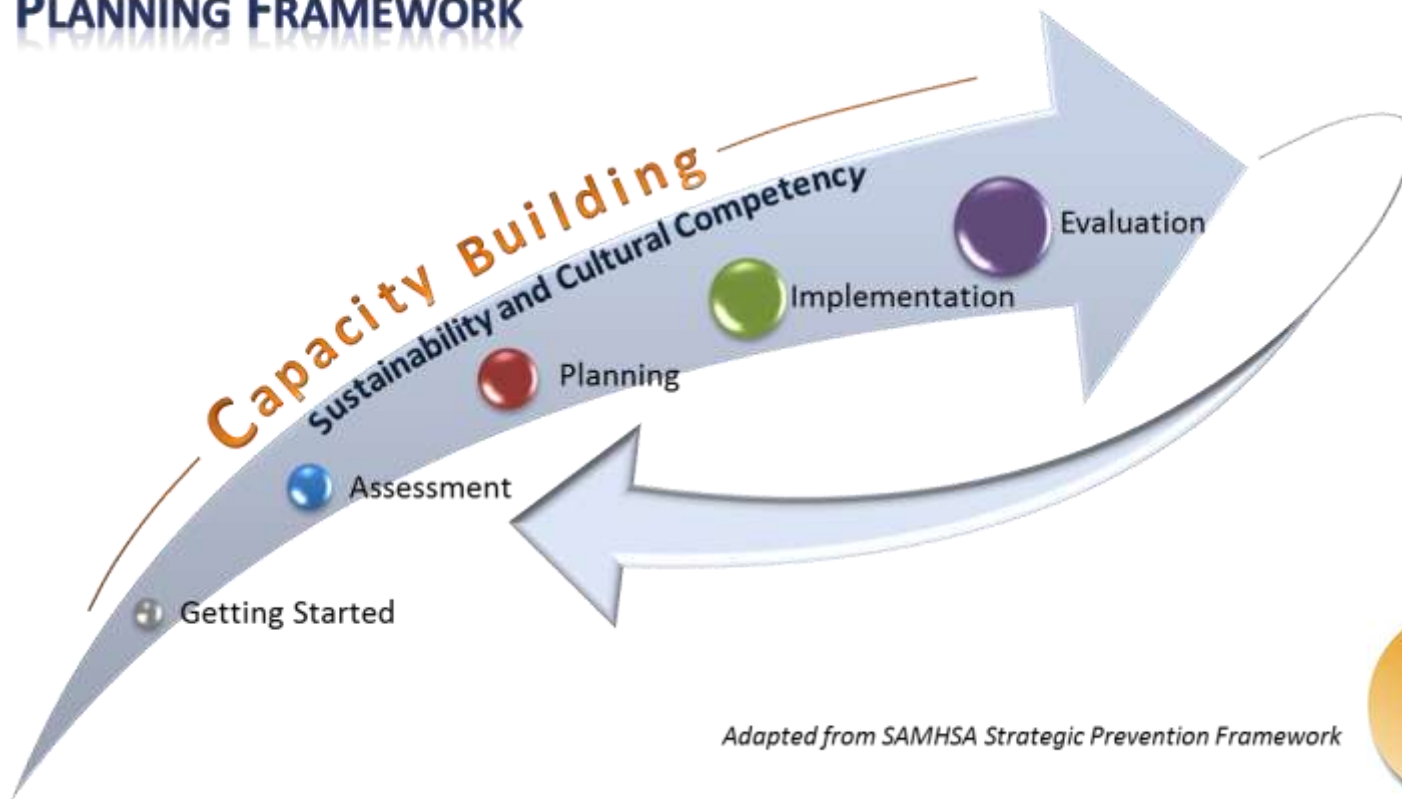 PLANNING FRAMEWORK
Capacity Building
Sustainability and Cultural Competency
Evaluation
Implementation
Planning
Assessment
Getting Started
Adapted from SAMHSA Strategic Prevention Framework